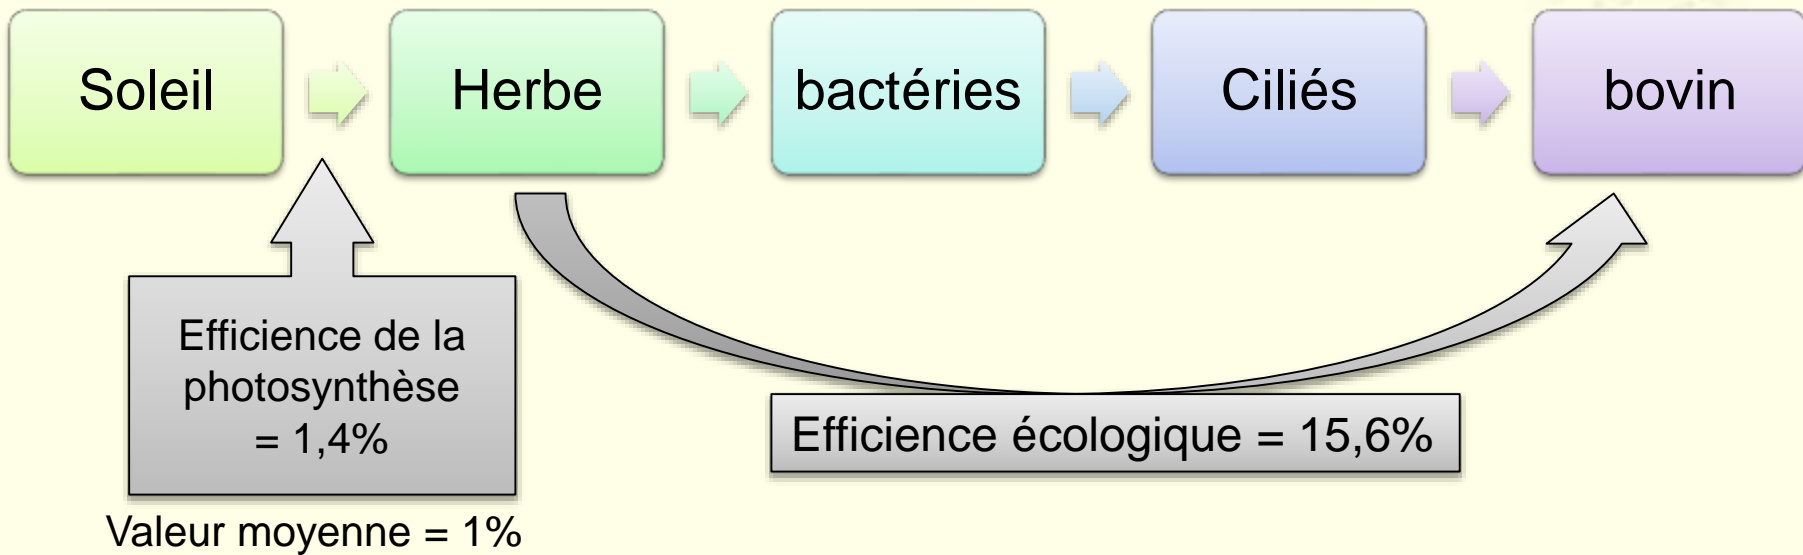 Soleil
Herbe
bactéries
Ciliés
bovin
Efficience de la
photosynthèse
= 1,4%
Efficience écologique = 15,6%
Valeur moyenne = 1%